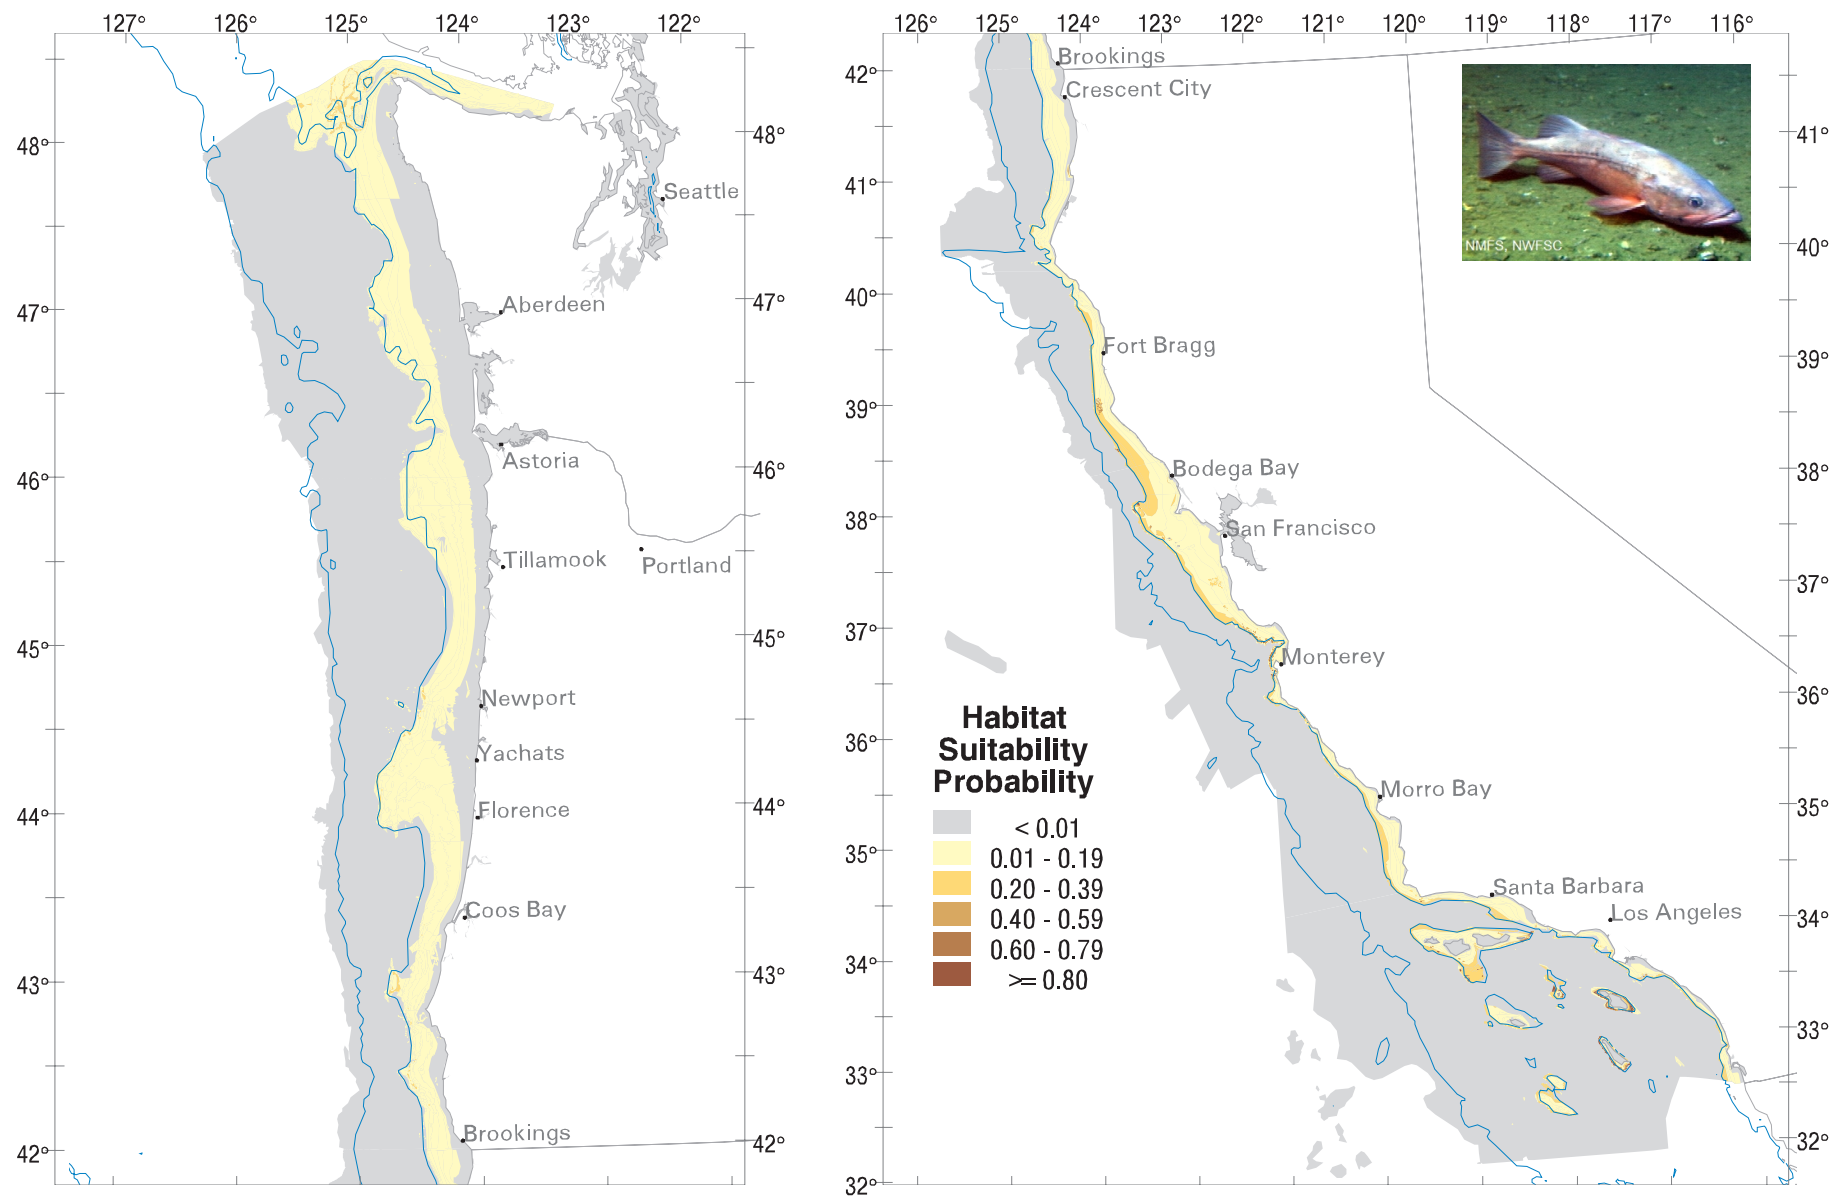 127° 125° 125° 124° 123° 122°
48°
47°
46°
45°
44°
43°
42°
48°
47°
46°
45°
44°
43°
42°
Seattle
Aberdeen
Astoria
Tillamook
Portland
Newport
Yachats
Florence
Coos Bay
Brookings
126° 125° 124° 123° 122° 121° 120° 119° 118° 117° 116°
42°
41°
40°
39°
38°
37°
36°
35°
34°
33°
32°
41°
40°
39°
38°
37°
36°
35°
34°
33°
32°
Brookings
Crescent City
NMFS, NWFSC
Fort Bragg
Bodega Bay
San Francisco
Monterey
Morro Bay
Santa Barbara
Los Angeles
Habitat
Suitability
Probability
< 0.01
0.01 - 0.19
0.20 - 0.39
0.40 - 0.59
0.60 - 0.79
>= 0.80